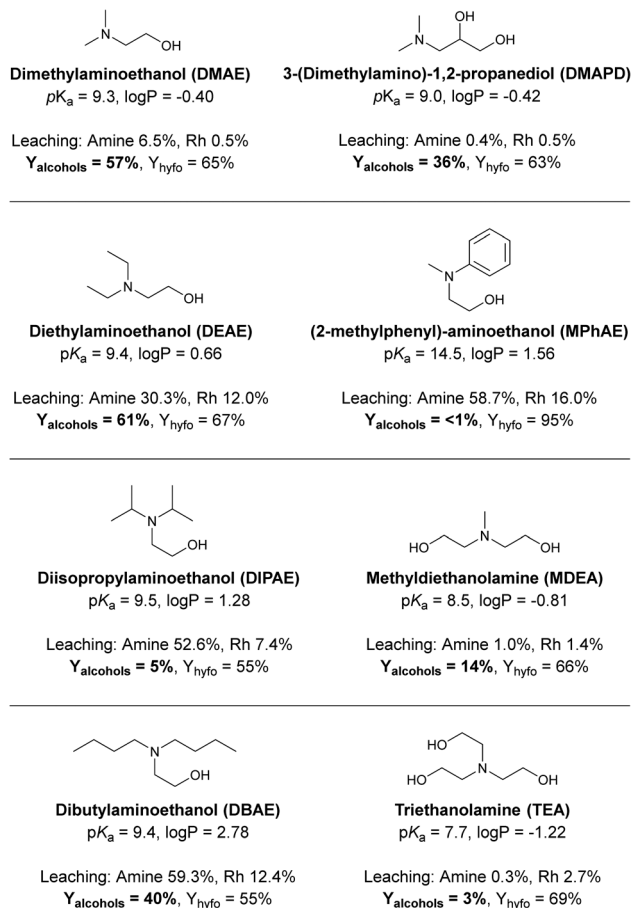 N
OH
Dimethylaminoethanol (DMAE)
pKa = 9.3, logP = -0.40
Leaching: Amine 6.5%, Rh 0.5%
Yalcohols = 57%, Yhyfo = 65%
OH
N
OH
3-(Dimethylamino)-1,2-propanediol (DMAPD)
pKa = 9.0, logP = -0.42
Leaching: Amine 0.4%, Rh 0.5%
Yalcohols = 36%, Yhyfo = 63%
N
OH
Diethylaminoethanol (DEAE)
pKa = 9.4, logP = 0.66
Leaching: Amine 30.3%, Rh 12.0%
Yalcohols = 61%, Yhyfo = 67%
N
OH
(2-methylphenyl)-aminoethanol (MPhAE)
pKa = 14.5, logP = 1.56
Leaching: Amine 58.7%, Rh 16.0%
Yalcohols = <1%, Yhyfo = 95%
N
OH
Diisopropylaminoethanol (DIPAE)
pKa = 9.5, logP = 1.28
Leaching: Amine 52.6%, Rh 7.4%
Yalcohols = 5%, Yhyfo = 55%
HO N OH
Methyldiethanolamine (MDEA)
pKa = 8.5, logP = -0.81
Leaching: Amine 1.0%, Rh 1.4%
Yalcohols = 14%, Yhyfo = 66%
N
OH
Dibutylaminoethanol (DBAE)
pKa = 9.4, logP = 2.78
Leaching: Amine 59.3%, Rh 12.4%
Yalcohols = 40%, Yhyfo = 55%
HO
HO N OH
Triethanolamine (TEA)
pKa = 7.7, logP = -1.22
Leaching: Amine 0.3%, Rh 2.7%
Yalcohols = 3%, Yhyfo = 69%